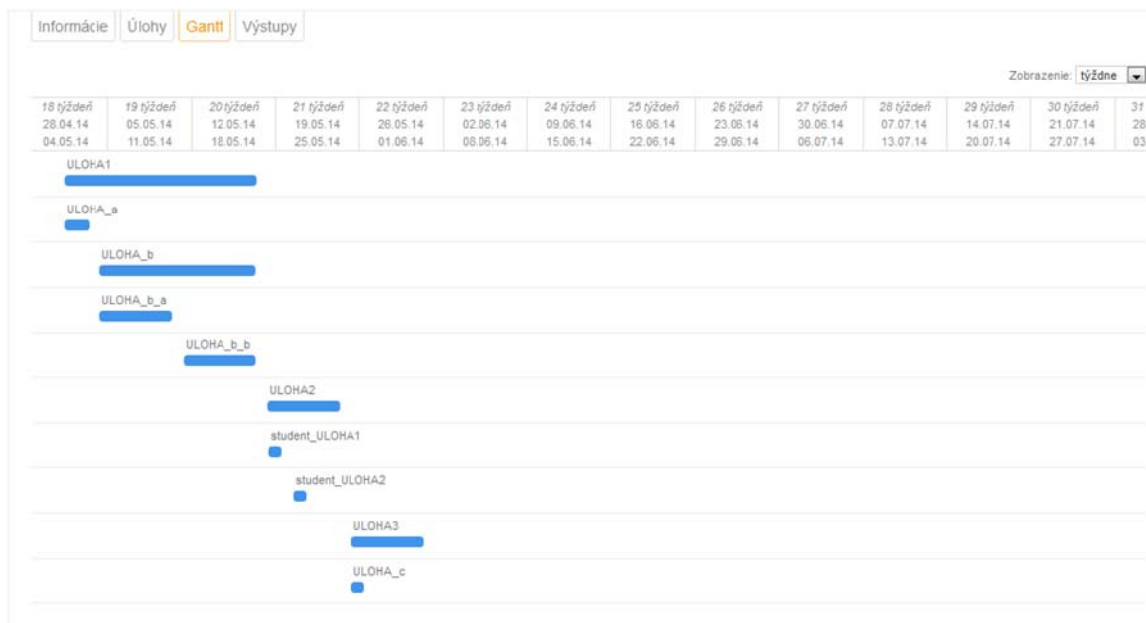 Informácie Úlohy Gantt Výstupy
Zobrazenie: týždne
18 týždeň 19 týždeň 20 týždeň 21 týždeň 22 týždeň 23 týždeň 24 týždeň 25 týždeň 26 týždeň 27 týždeň 28 týždeň 29 týždeň 30 týždeň 31
28.04.14 05.05.14 12.05.14 19.05.14 26.05.14 02.06.14 09.06.14 16.06.14 23.06.14 30.06.14 07.07.14 14.07.14 21.07.14 28
04.05.14 11.05.14 18.05.14 25.05.14 01.06.14 08.06.14 15.06.14 22.06.14 29.06.14 06.07.14 13.07.14 20.07.14 27.07.14 03
ULOHA1
ULOHA_a
ULOHA_b
ULOHA_b_a
ULOHA_b_b
ULOHA2
student_ULOHA1
student_ULOHA2
ULOHA3
ULOHA_c